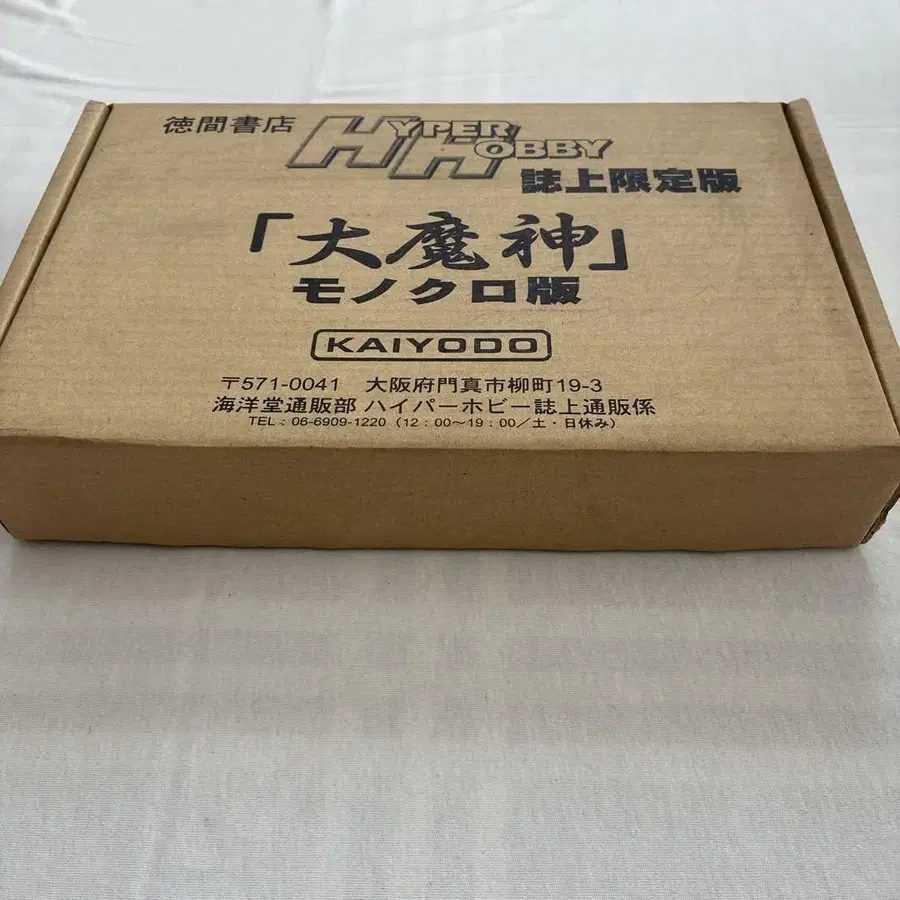 徳間書店 HYPER HOBBY
誌上限定版
「大魔神」
モノクロ版
KAIYODO
〒571-0041 大阪府門真市柳町19-3
海洋堂通販部 ハイパーホビー誌上通販係
TEL:06-6909-1220(12:00〜19:00/土・日休み)